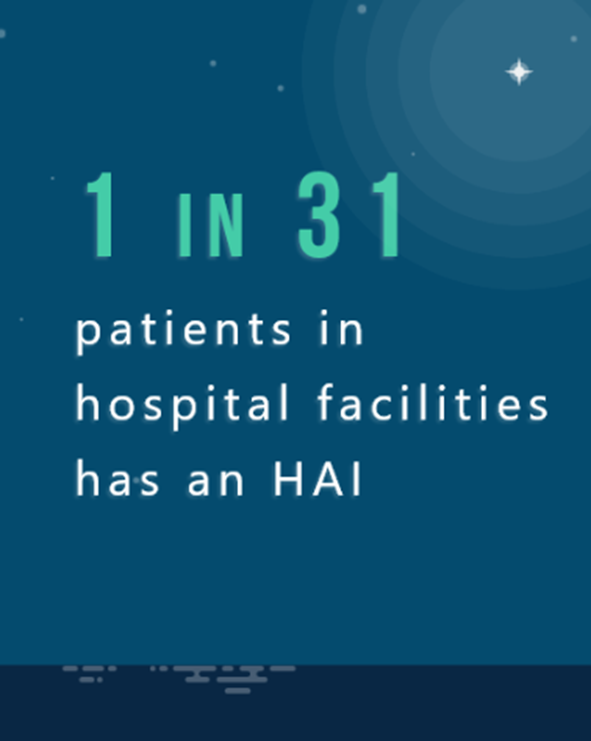 1 IN 31
patients in
hospital facilities
has an HAI